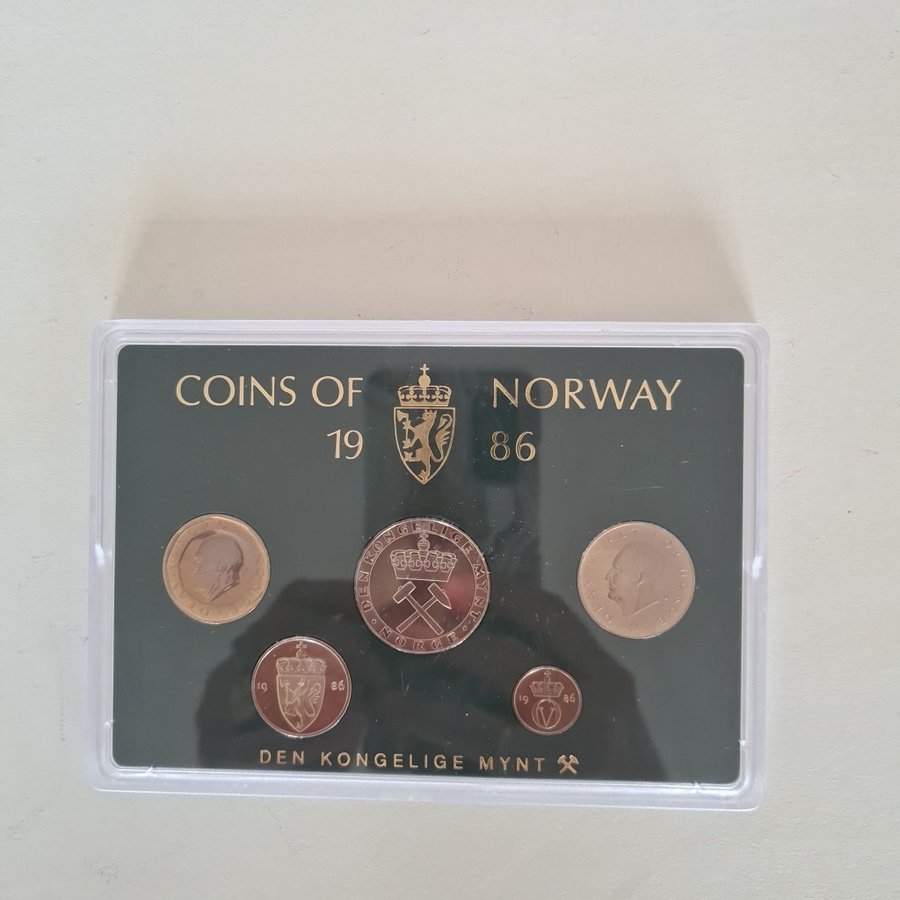 COINS OF NORWAY
19 86
DEN KONGELIGE MYNT
NORGE
19 86
19 V 86
DEN KONGELIGE MYNT